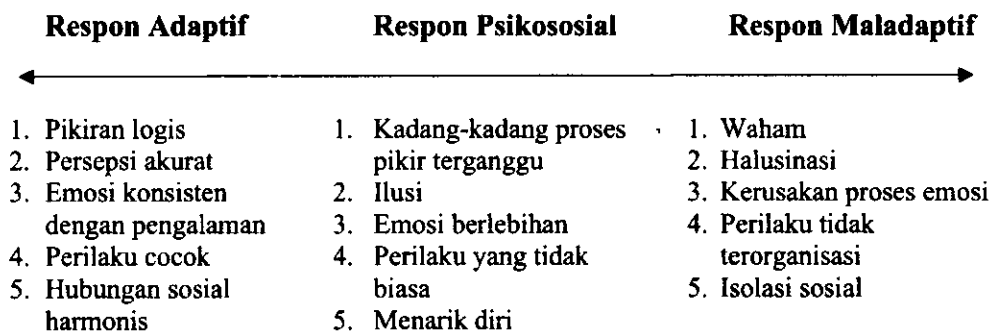 Respon Adaptif
Respon Psikososial
Respon Maladaptif
1. Pikiran logis
2. Persepsi akurat
3. Emosi konsisten
dengan pengalaman
4. Perilaku cocok
5. Hubungan sosial
harmonis
1. Kadang-kadang proses
pikir terganggu
2. Ilusi
3. Emosi berlebihan
4. Perilaku yang tidak
biasa
5. Menarik diri
1. Waham
2. Halusinasi
3. Kerusakan proses emosi
4. Perilaku tidak
terorganisasi
5. Isolasi sosial